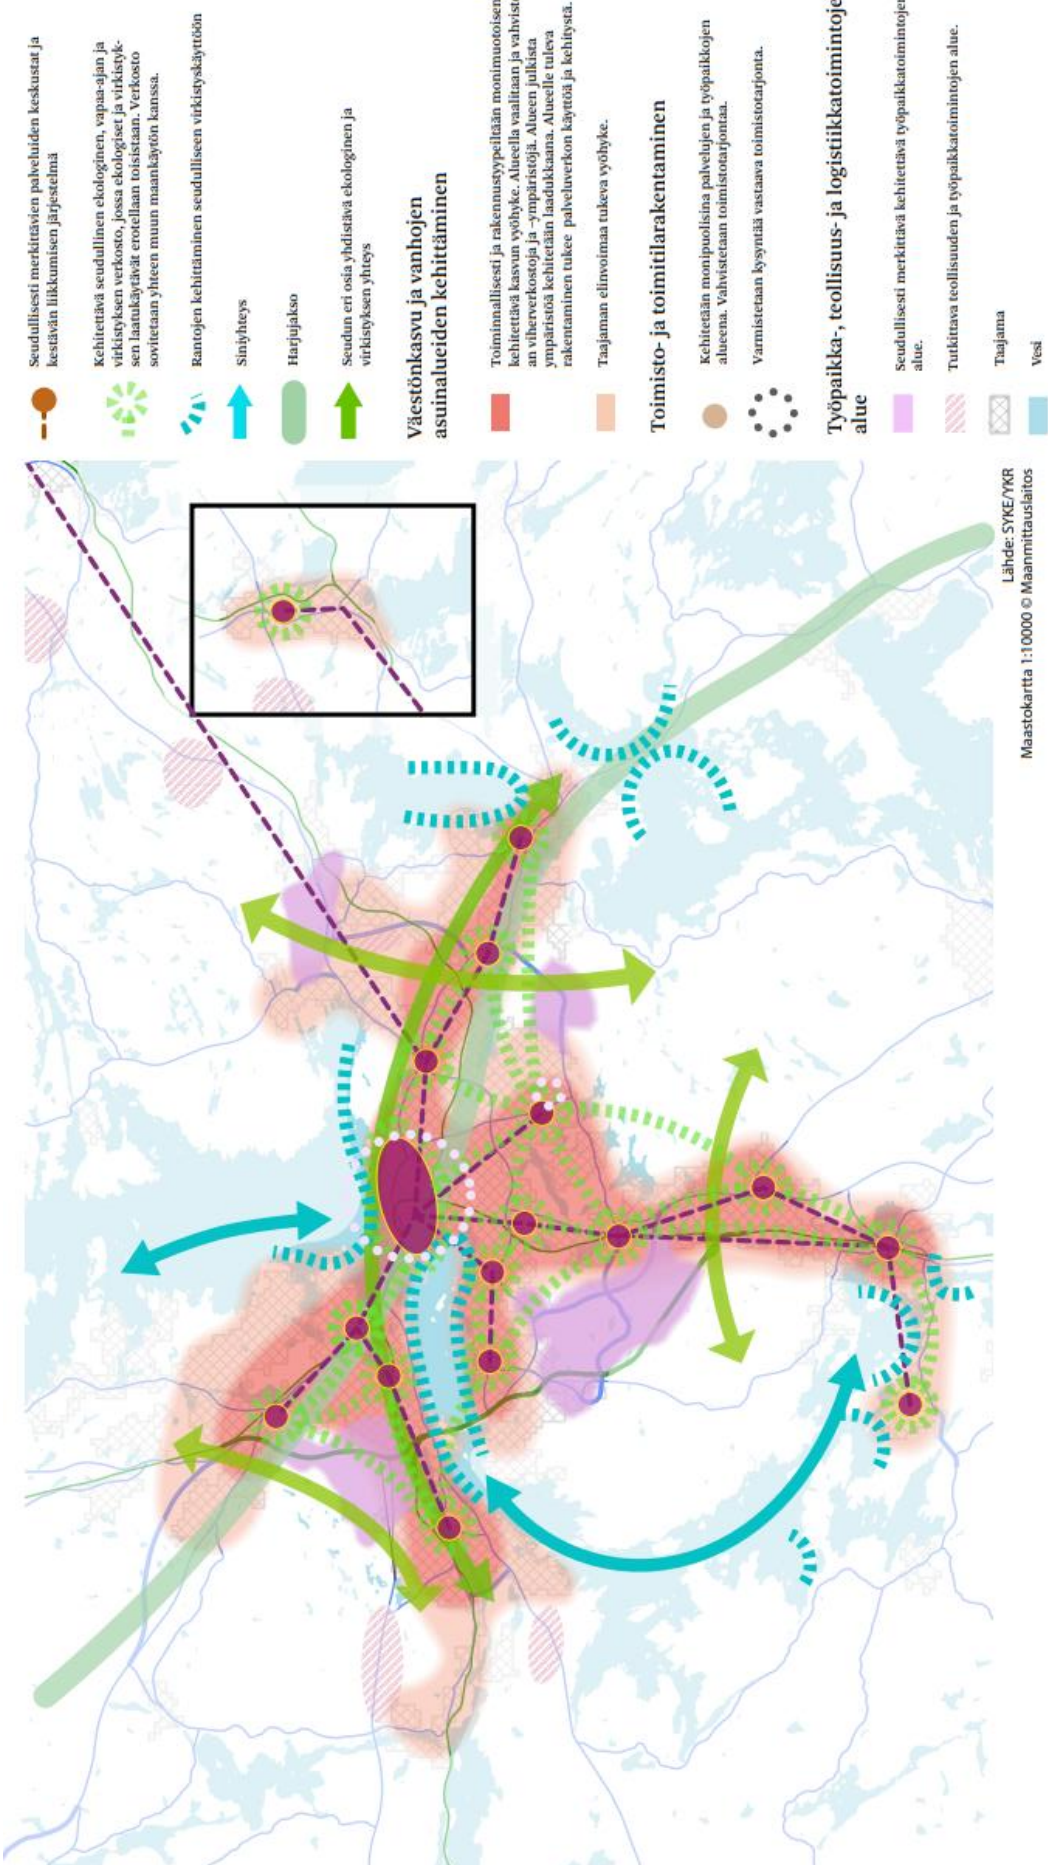 Seudullisesti merkittävien palveluiden keskustat ja
kestävän liikkumisen järjestelmä
Kehitettävä seudullinen ekologinen, vapaa-ajan ja
virkistyksen verkosto, jossa ekologiset ja virkistyk-
sen laatukäytävät erotellaan toisistaan. Verkosto
sovitetaan yhteen muun maankäytön kanssa.
Rantojen kehittäminen seudulliseen virkistyskäyttöön
Siniyhteys
Harjujakso
Seudun eri osia yhdistävä ekologinen ja
virkistyksen yhteys
Väestönkasvu ja vanhojen
asuinalueiden kehittäminen
Toiminnallisesti ja rakennustyypeiltään monimuotoisen
kehitettävä kasvun vyöhyke. Alueella vaalitaan ja vahviste
an viherverkostoja ja -ympäristöjä. Alueen julkista
ympäristöä kehitetään laadukkaana. Alueelle tuleva
rakentaminen tukee palveluverkon käyttöä ja kehitystä.
Taajaman elinvoimaa tukeva vyöhyke.
Toimisto- ja toimitilarakentaminen
Kehitetään monipuolisina palvelujen ja työpaikkojen
alueena. Vahvistetaan toimistotarjontaa.
Varmistetaan kysyntää vastaava toimistotarjonta.
Työpaikka-, teollisuus- ja logistiikkatoimintoje
alue
Seudullisesti merkittävä kehitettävä työpaikkatoimintojen
alue.
Tutkittava teollisuuden ja työpaikkatoimintojen alue.
Taajama
Vesi
Lähde: SYKE/YKR
Maastokartta 1:10000 © Maanmittauslaitos